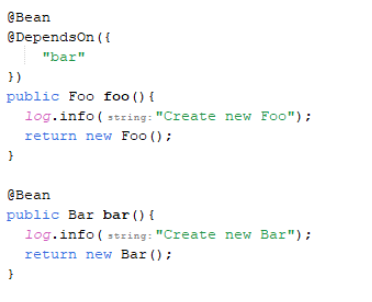 @Bean
@DependsOn({
"bar"
})
public Foo foo(){
log.info( string: "Create new Foo");
return new Foo();
}
@Bean
public Bar bar(){
log.info( string: "Create new Bar");
return new Bar();
}